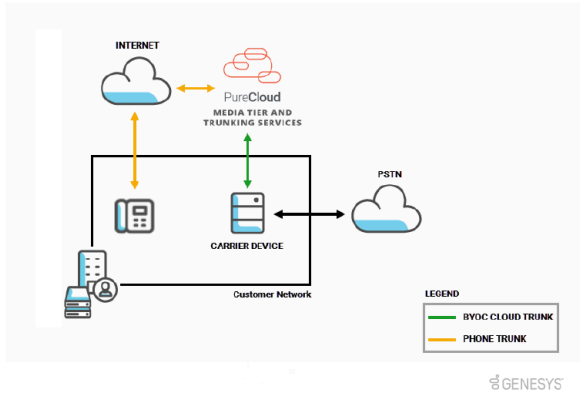 INTERNET
PureCloud
MEDIA TIER AND
TRUNKING SERVICES
PSTN
CARRIER DEVICE
Customer Network
LEGEND
BYOC CLOUD TRUNK
PHONE TRUNK
GENESYS